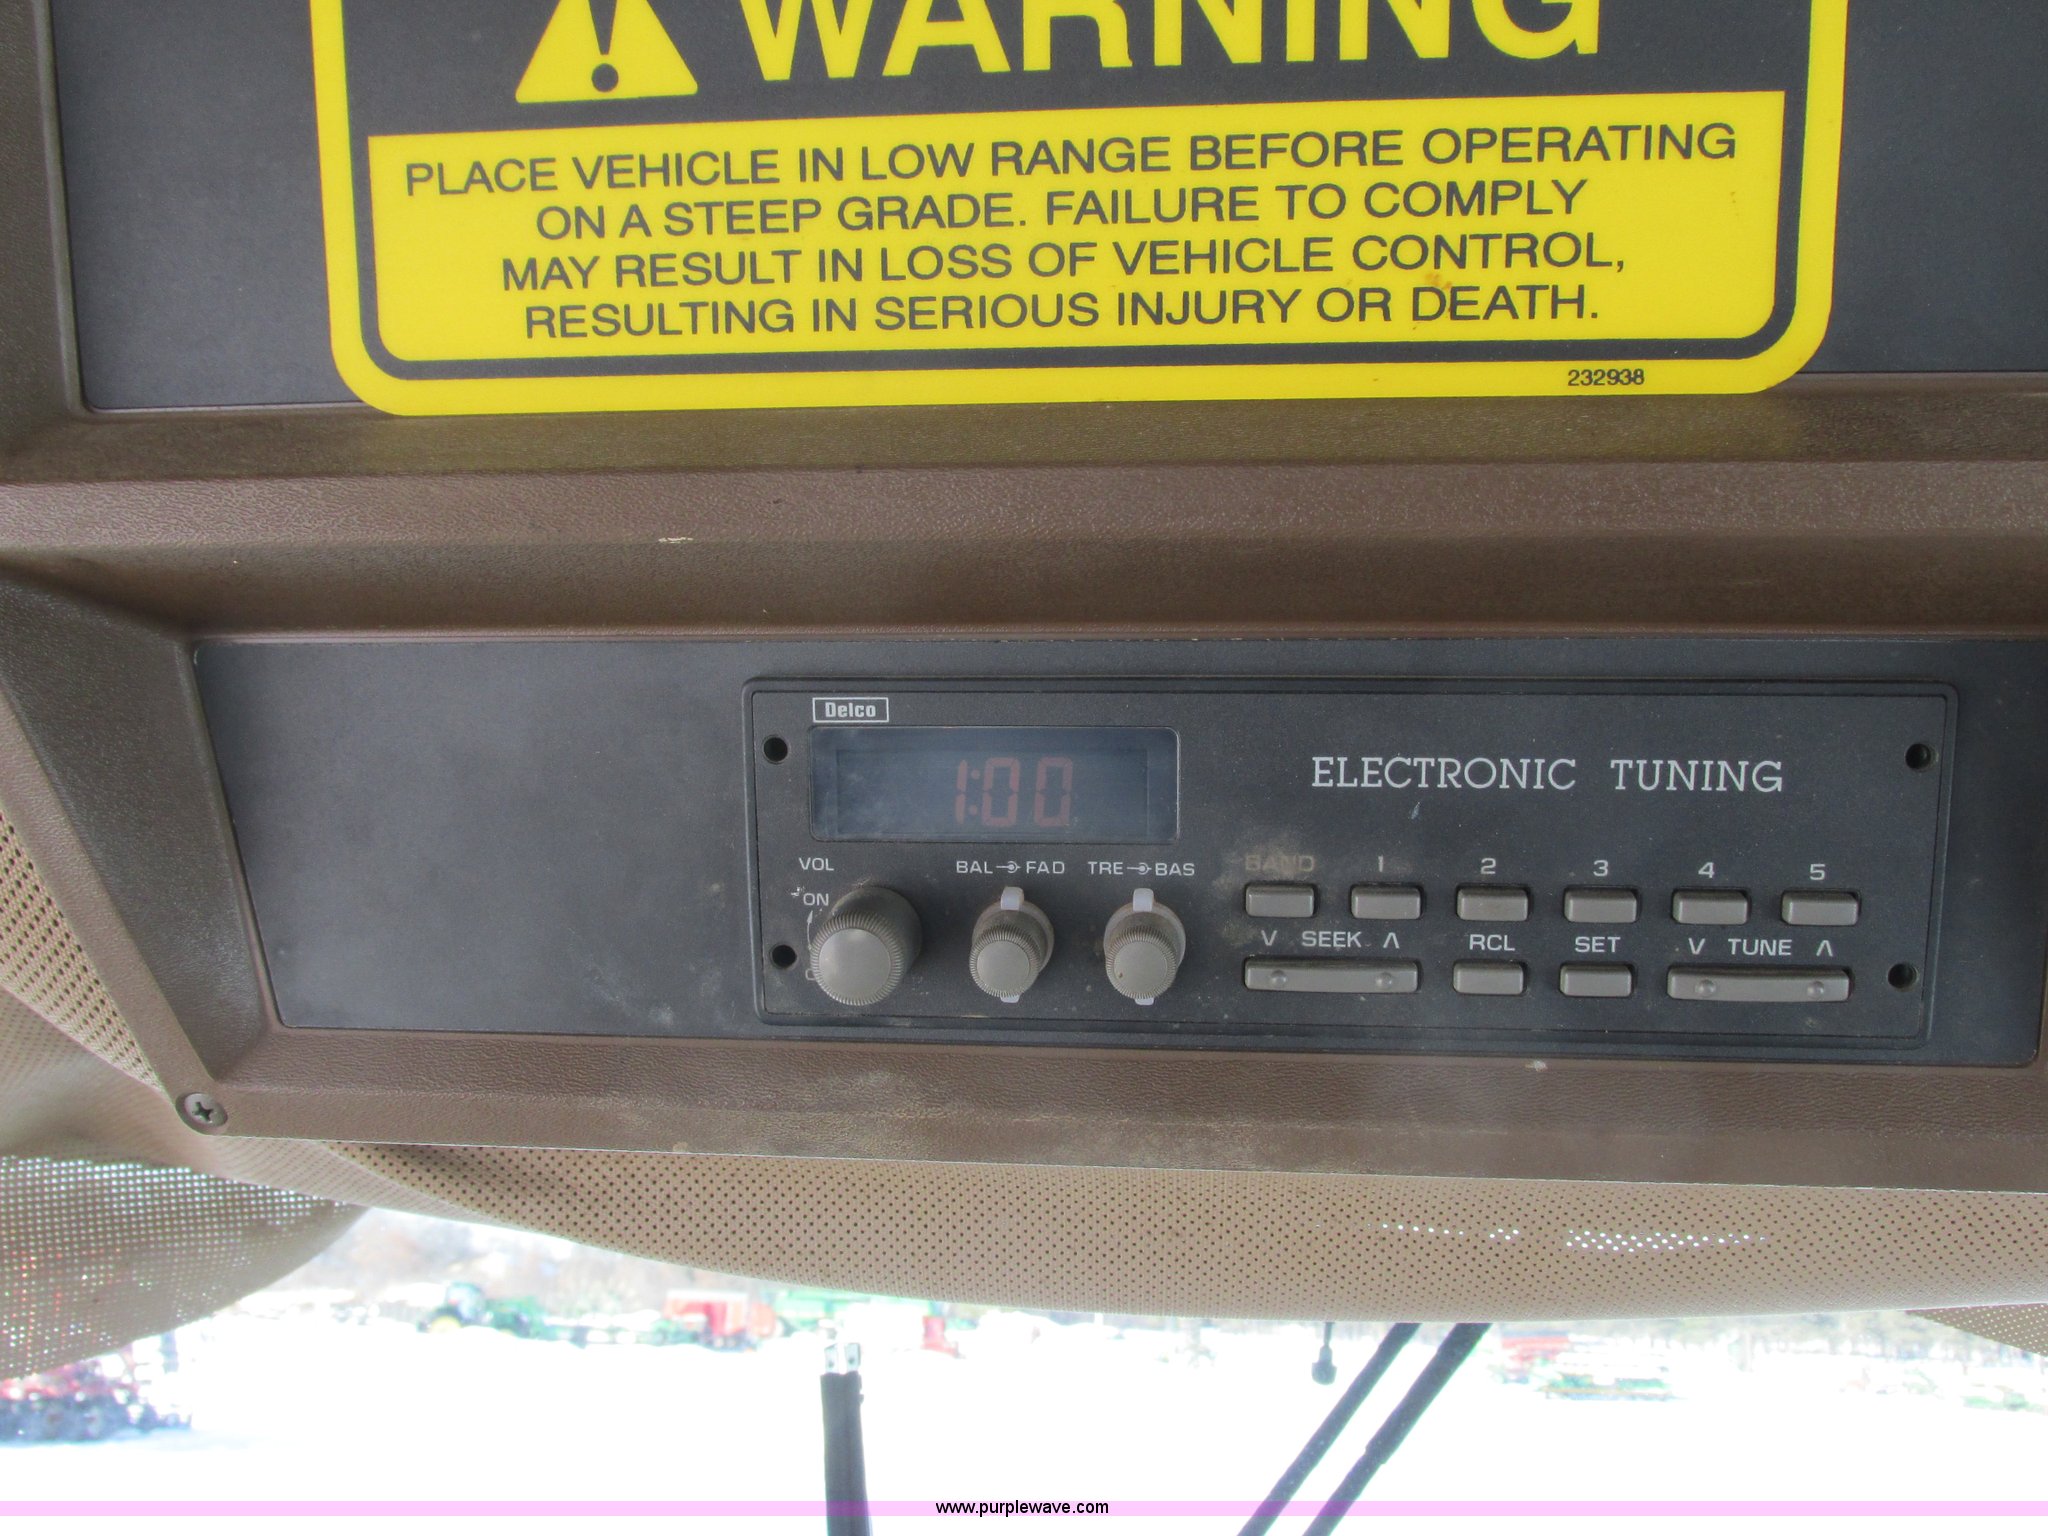 WARNING
PLACE VEHICLE IN LOW RANGE BEFORE OPERATING
ON A STEEP GRADE. FAILURE TO COMPLY
MAY RESULT IN LOSS OF VEHICLE CONTROL,
RESULTING IN SERIOUS INJURY OR DEATH.
232938
Delco
1:00
ELECTRONIC TUNING
VOL
BAL FAD
TRE BAS
BAND 1 2 3 4 5
ON
V SEEK Λ RCL SET V TUNE Λ
www.purplewave.com